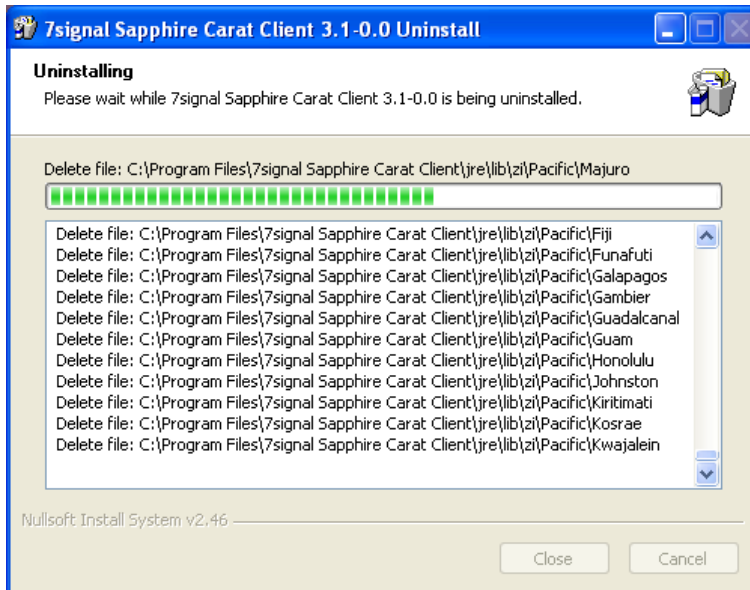 7signal Sapphire Carat Client 3.1-0.0 Uninstall
Uninstalling
Please wait while 7signal Sapphire Carat Client 3.1-0.0 is being uninstalled.
Delete file: C:\Program Files\7signal Sapphire Carat Client\jre\lib\zi\Pacific\Majuro
Delete file: C:\Program Files\7signal Sapphire Carat Client\jre\lib\zi\Pacific\Fiji
Delete file: C:\Program Files\7signal Sapphire Carat Client\jre\lib\zi\Pacific\Funafuti
Delete file: C:\Program Files\7signal Sapphire Carat Client\jre\lib\zi\Pacific\Galapagos
Delete file: C:\Program Files\7signal Sapphire Carat Client\jre\lib\zi\Pacific\Gambier
Delete file: C:\Program Files\7signal Sapphire Carat Client\jre\lib\zi\Pacific\Guadalcanal
Delete file: C:\Program Files\7signal Sapphire Carat Client\jre\lib\zi\Pacific\Guam
Delete file: C:\Program Files\7signal Sapphire Carat Client\jre\lib\zi\Pacific\Honolulu
Delete file: C:\Program Files\7signal Sapphire Carat Client\jre\lib\zi\Pacific\Johnston
Delete file: C:\Program Files\7signal Sapphire Carat Client\jre\lib\zi\Pacific\Kiritimati
Delete file: C:\Program Files\7signal Sapphire Carat Client\jre\lib\zi\Pacific\Kosrae
Delete file: C:\Program Files\7signal Sapphire Carat Client\jre\lib\zi\Pacific\Kwajalein
Nullsoft Install System v2.46
Close Cancel